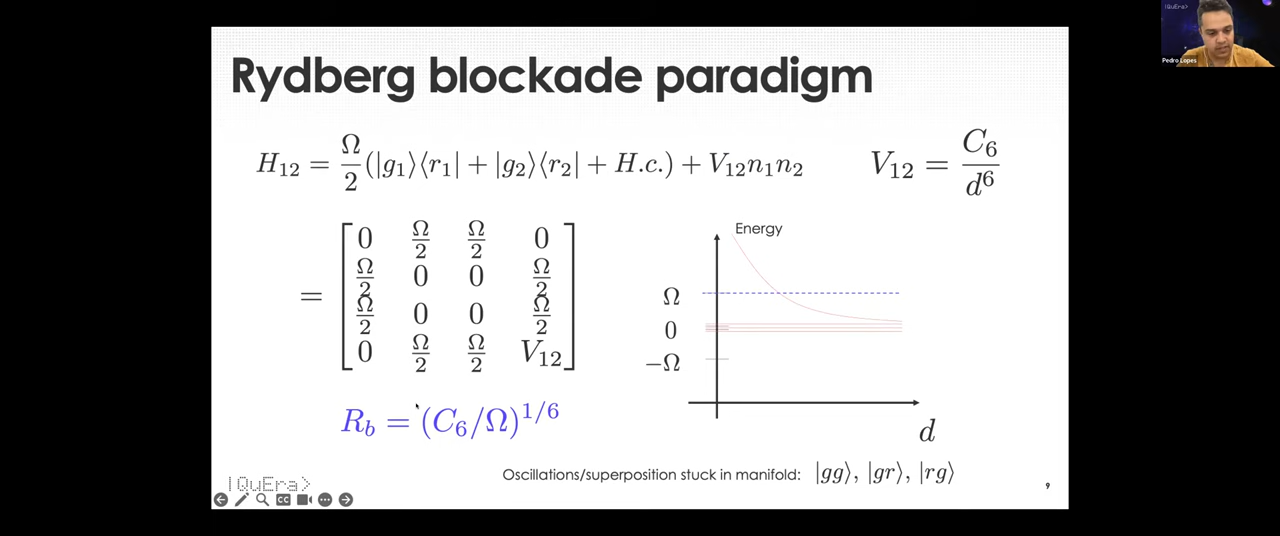 |QuEra>
Pedro Lopes
Rydberg blockade paradigm
H₁₂ = Ω/2 (|g₁⟩⟨r₁| + |g₂⟩⟨r₂| + H.c.) + V₁₂n₁n₂
V₁₂ = C₆/d⁶
= [0 Ω/2 Ω/2 0
Ω/2 0 0 Ω/2
Ω/2 0 0 Ω/2
0 Ω/2 Ω/2 V₁₂]
Energy
Ω
0
−Ω
d
R_b = (C₆/Ω)^{1/6}
Oscillations/superposition stuck in manifold: |gg⟩, |gr⟩, |rg⟩
|QuEra>
CC
9